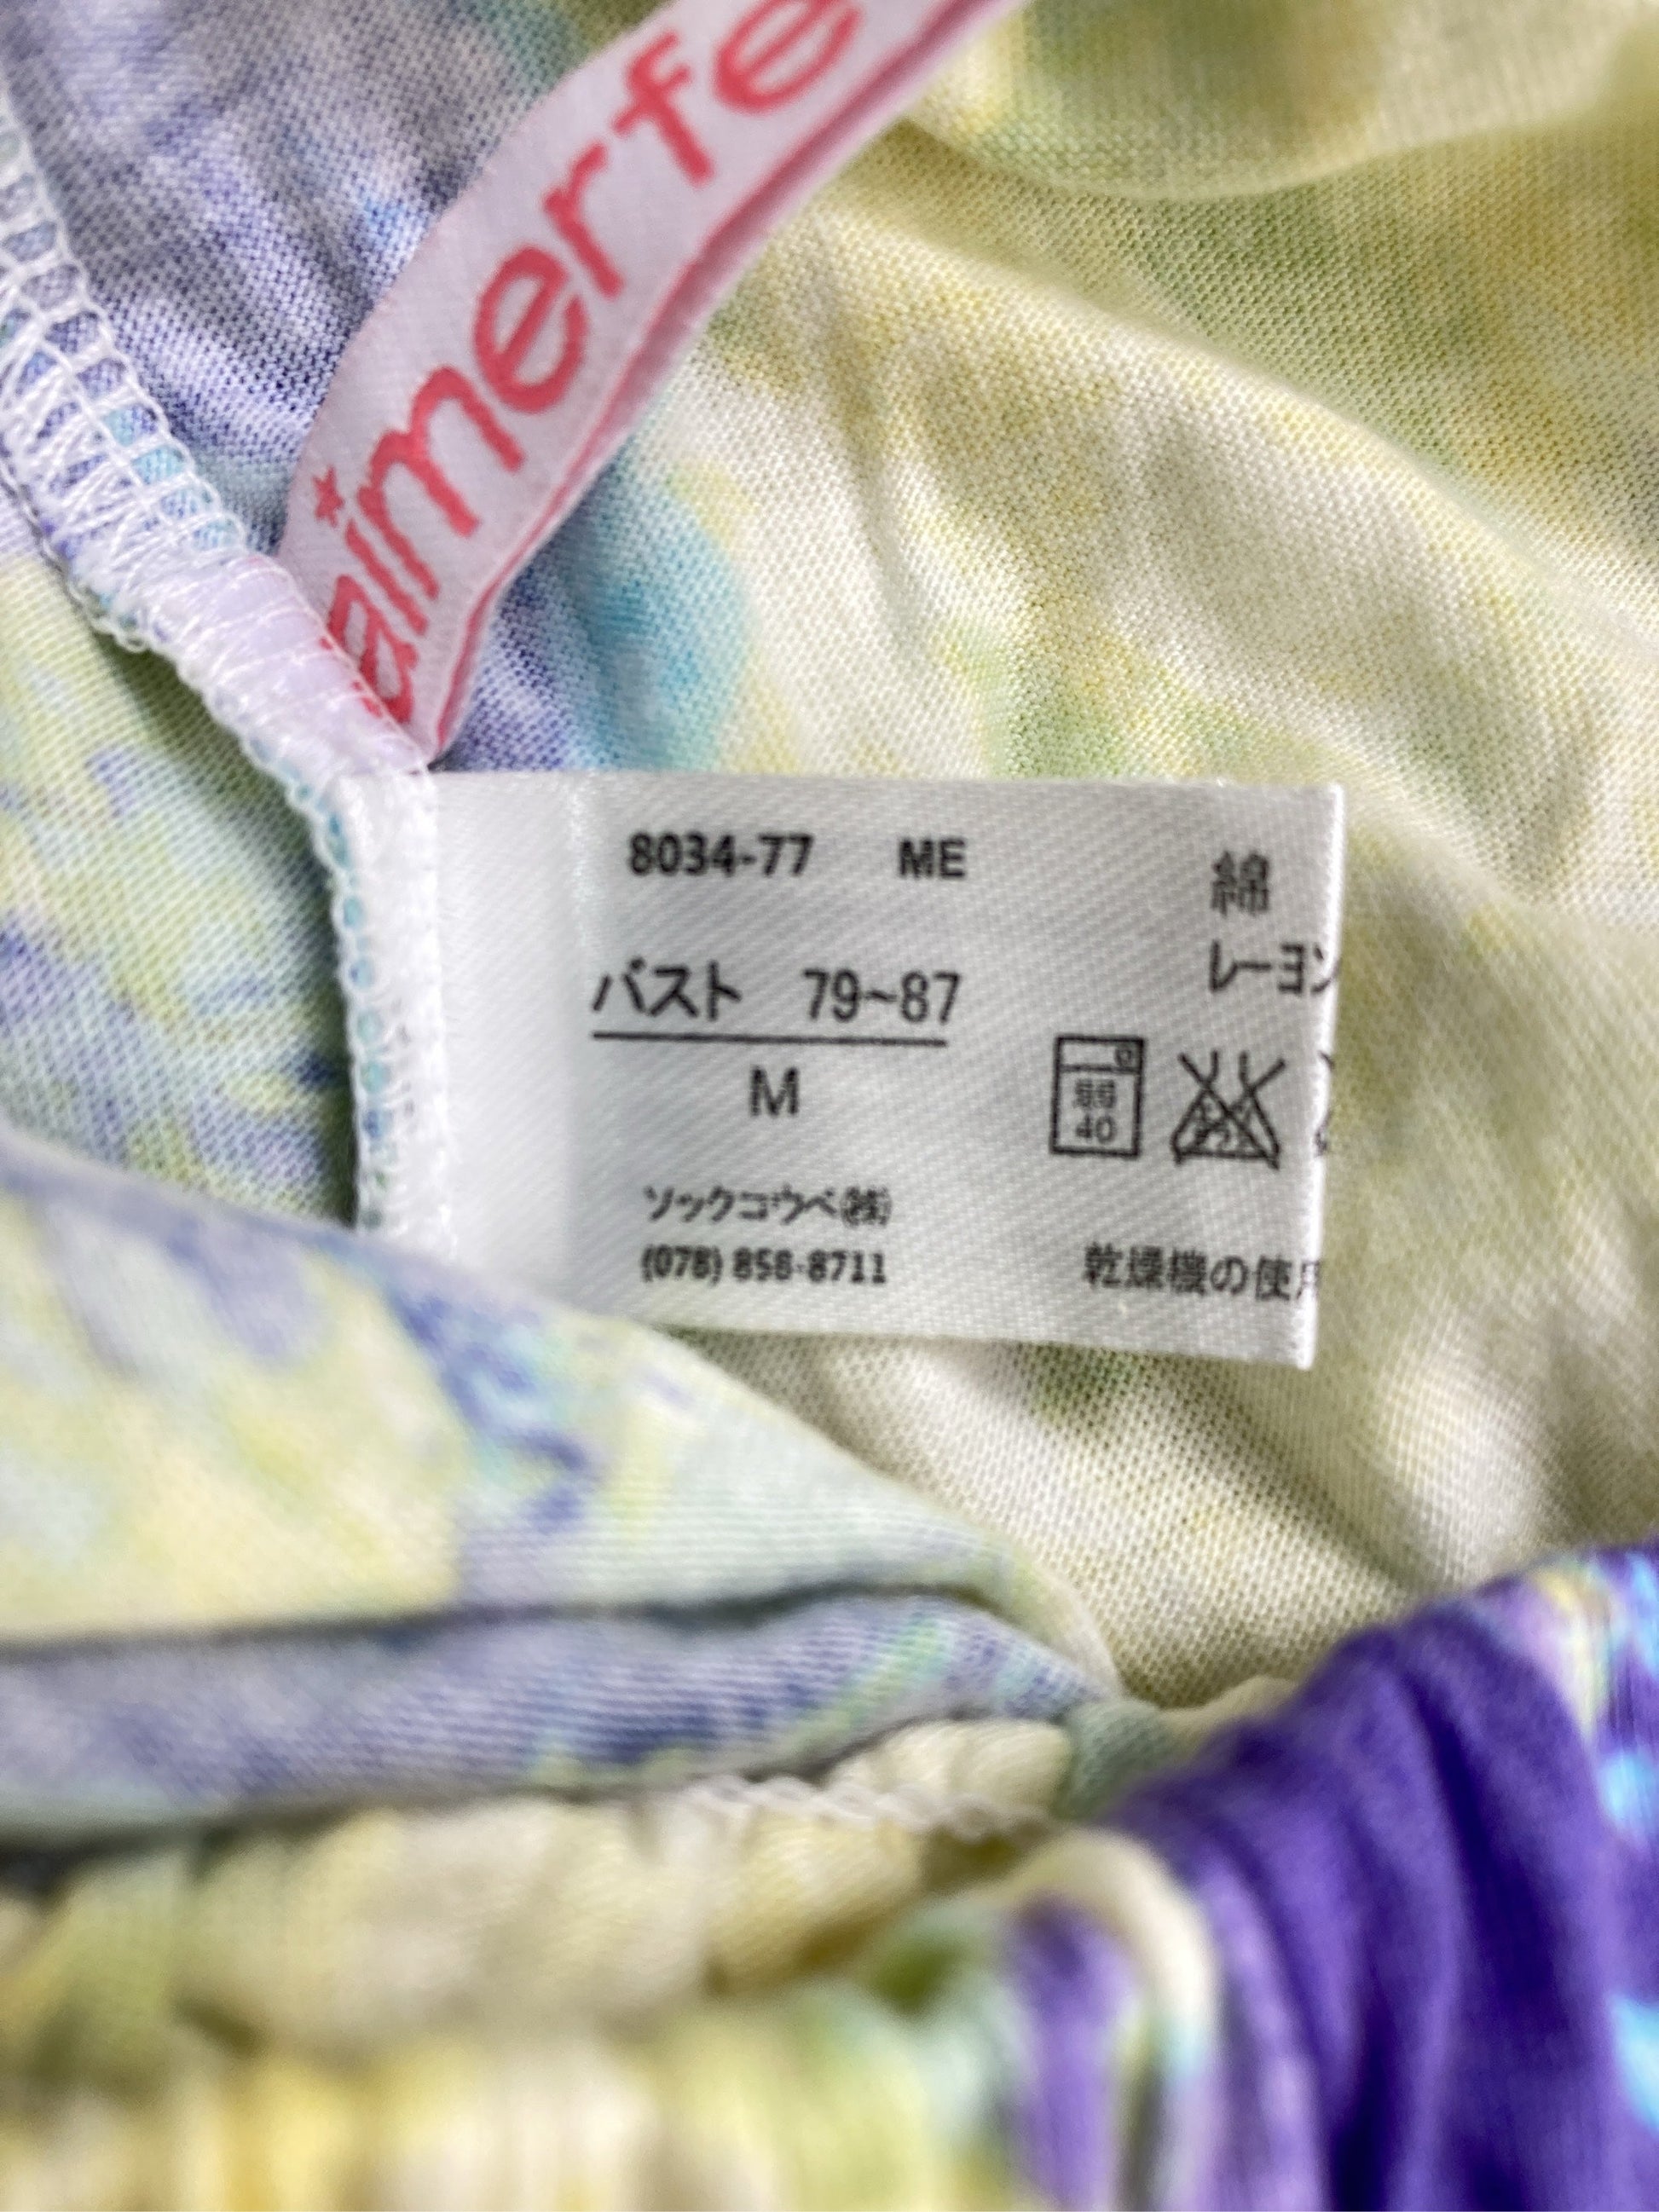 aimerfe
8034-77 ME
バスト 79~87
M
ソックコウベ㈱
(078) 858-8711
綿
レーヨン
弱
40
乾燥機の使用